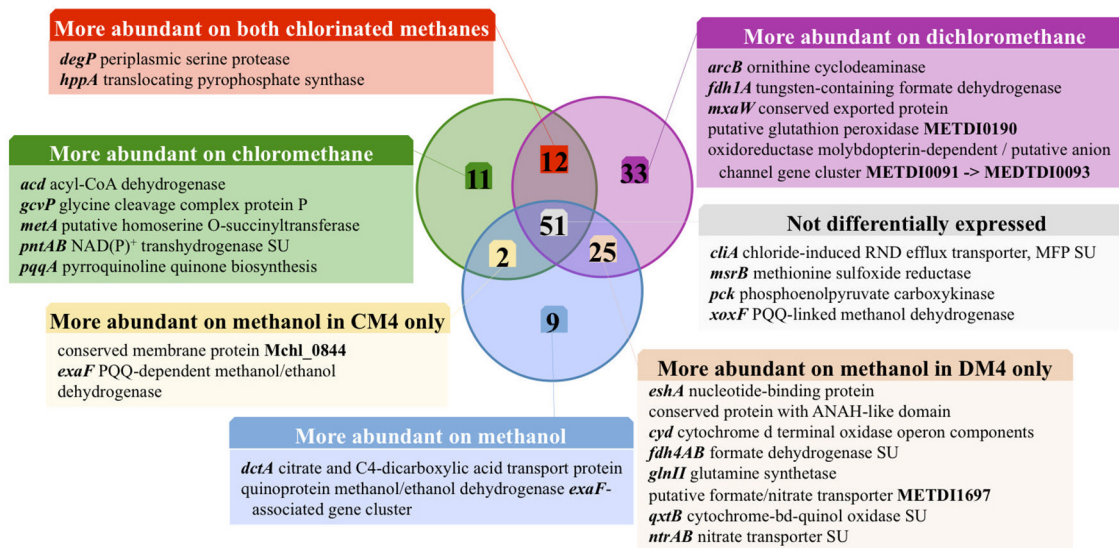 More abundant on both chlorinated methanes
degP periplasmic serine protease
hppA translocating pyrophosphate synthase
More abundant on dichloromethane
arcB ornithine cyclodeaminase
fdh1A tungsten-containing formate dehydrogenase
mxaW conserved exported protein
putative glutathion peroxidase METDI0190
oxidoreductase molybdopterin-dependent / putative anion
channel gene cluster METDI0091 -> MEDTDI0093
More abundant on chloromethane
acd acyl-CoA dehydrogenase
gcvP glycine cleavage complex protein P
metA putative homoserine O-succinyltransferase
pntAB NAD(P)+ transhydrogenase SU
pqqA pyrroquinoline quinone biosynthesis
12
11
33
51
2
25
9
Not differentially expressed
cliA chloride-induced RND efflux transporter, MFP SU
msrB methionine sulfoxide reductase
pck phosphoenolpyruvate carboxykinase
xoxF PQQ-linked methanol dehydrogenase
More abundant on methanol in CM4 only
conserved membrane protein Mchl_0844
exaF PQQ-dependent methanol/ethanol
dehydrogenase
More abundant on methanol in DM4 only
eshA nucleotide-binding protein
conserved protein with ANAH-like domain
cyd cytochrome d terminal oxidase operon components
fdh4AB formate dehydrogenase SU
glnII glutamine synthetase
putative formate/nitrate transporter METDI1697
qxtB cytochrome-bd-quinol oxidase SU
ntrAB nitrate transporter SU
More abundant on methanol
dctA citrate and C4-dicarboxylic acid transport protein
quinoprotein methanol/ethanol dehydrogenase exaF-
associated gene cluster